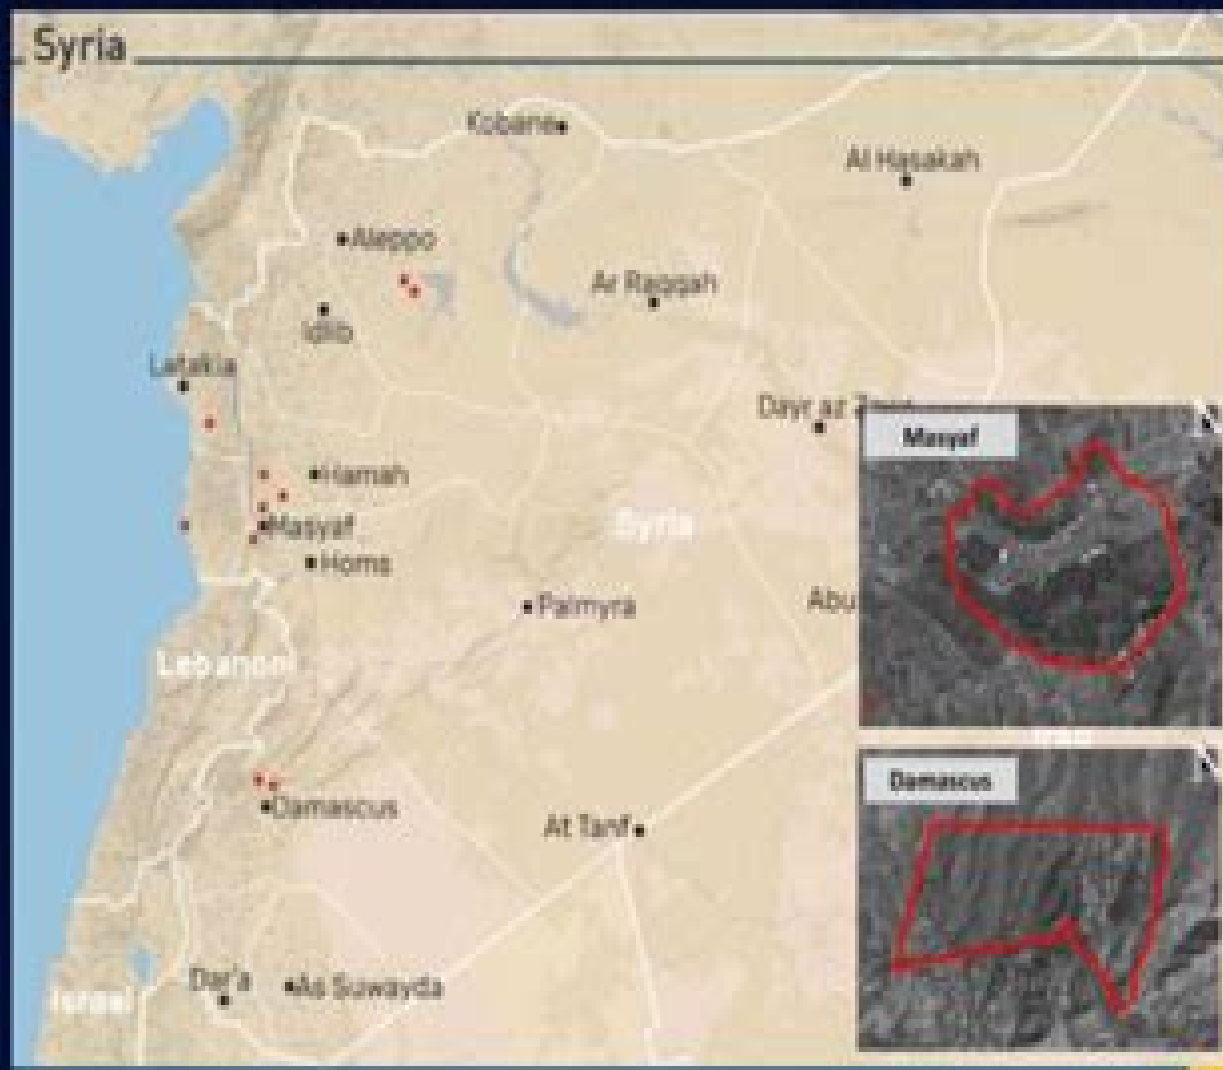 Syria
Kobane
Al Hasakah
Aleppo
Ar Raqqah
Idlib
Latakia
Dayr az
Masyaf
Hamah
Syria
Masyaf
Homs
Abu
Palmyra
Lebanon
Damascus
Damascus
At Tanf
Dar'a
As Suwayda
Israel